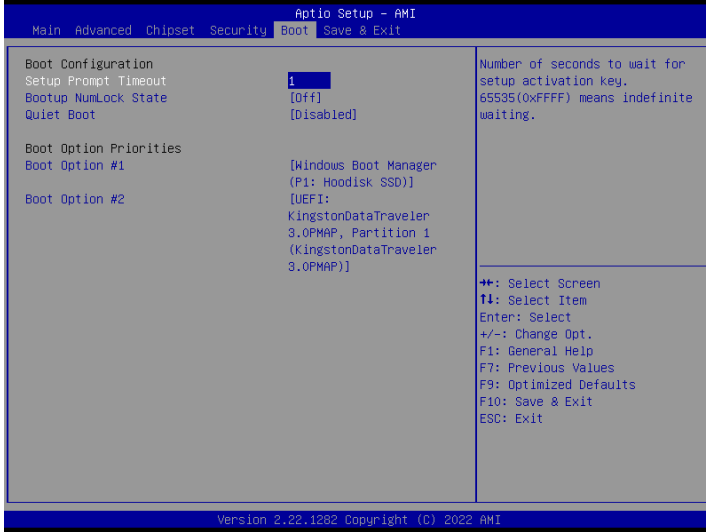 Aptio Setup - AMI
Main Advanced Chipset Security Boot Save & Exit
Boot Configuration
Setup Prompt Timeout 1
Bootup NumLock State [Off]
Quiet Boot [Disabled]
Boot Option Priorities
Boot Option #1 [Windows Boot Manager
(P1: Hoodisk SSD)]
Boot Option #2 [UEFI:
KingstonDataTraveler
3.0PMAP, Partition 1
(KingstonDataTraveler
3.0PMAP)]
Number of seconds to wait for
setup activation key.
65535(0xFFFF) means indefinite
waiting.
→←: Select Screen
↑↓: Select Item
Enter: Select
+/-: Change Opt.
F1: General Help
F7: Previous Values
F9: Optimized Defaults
F10: Save & Exit
ESC: Exit
Version 2.22.1282 Copyright (C) 2022 AMI